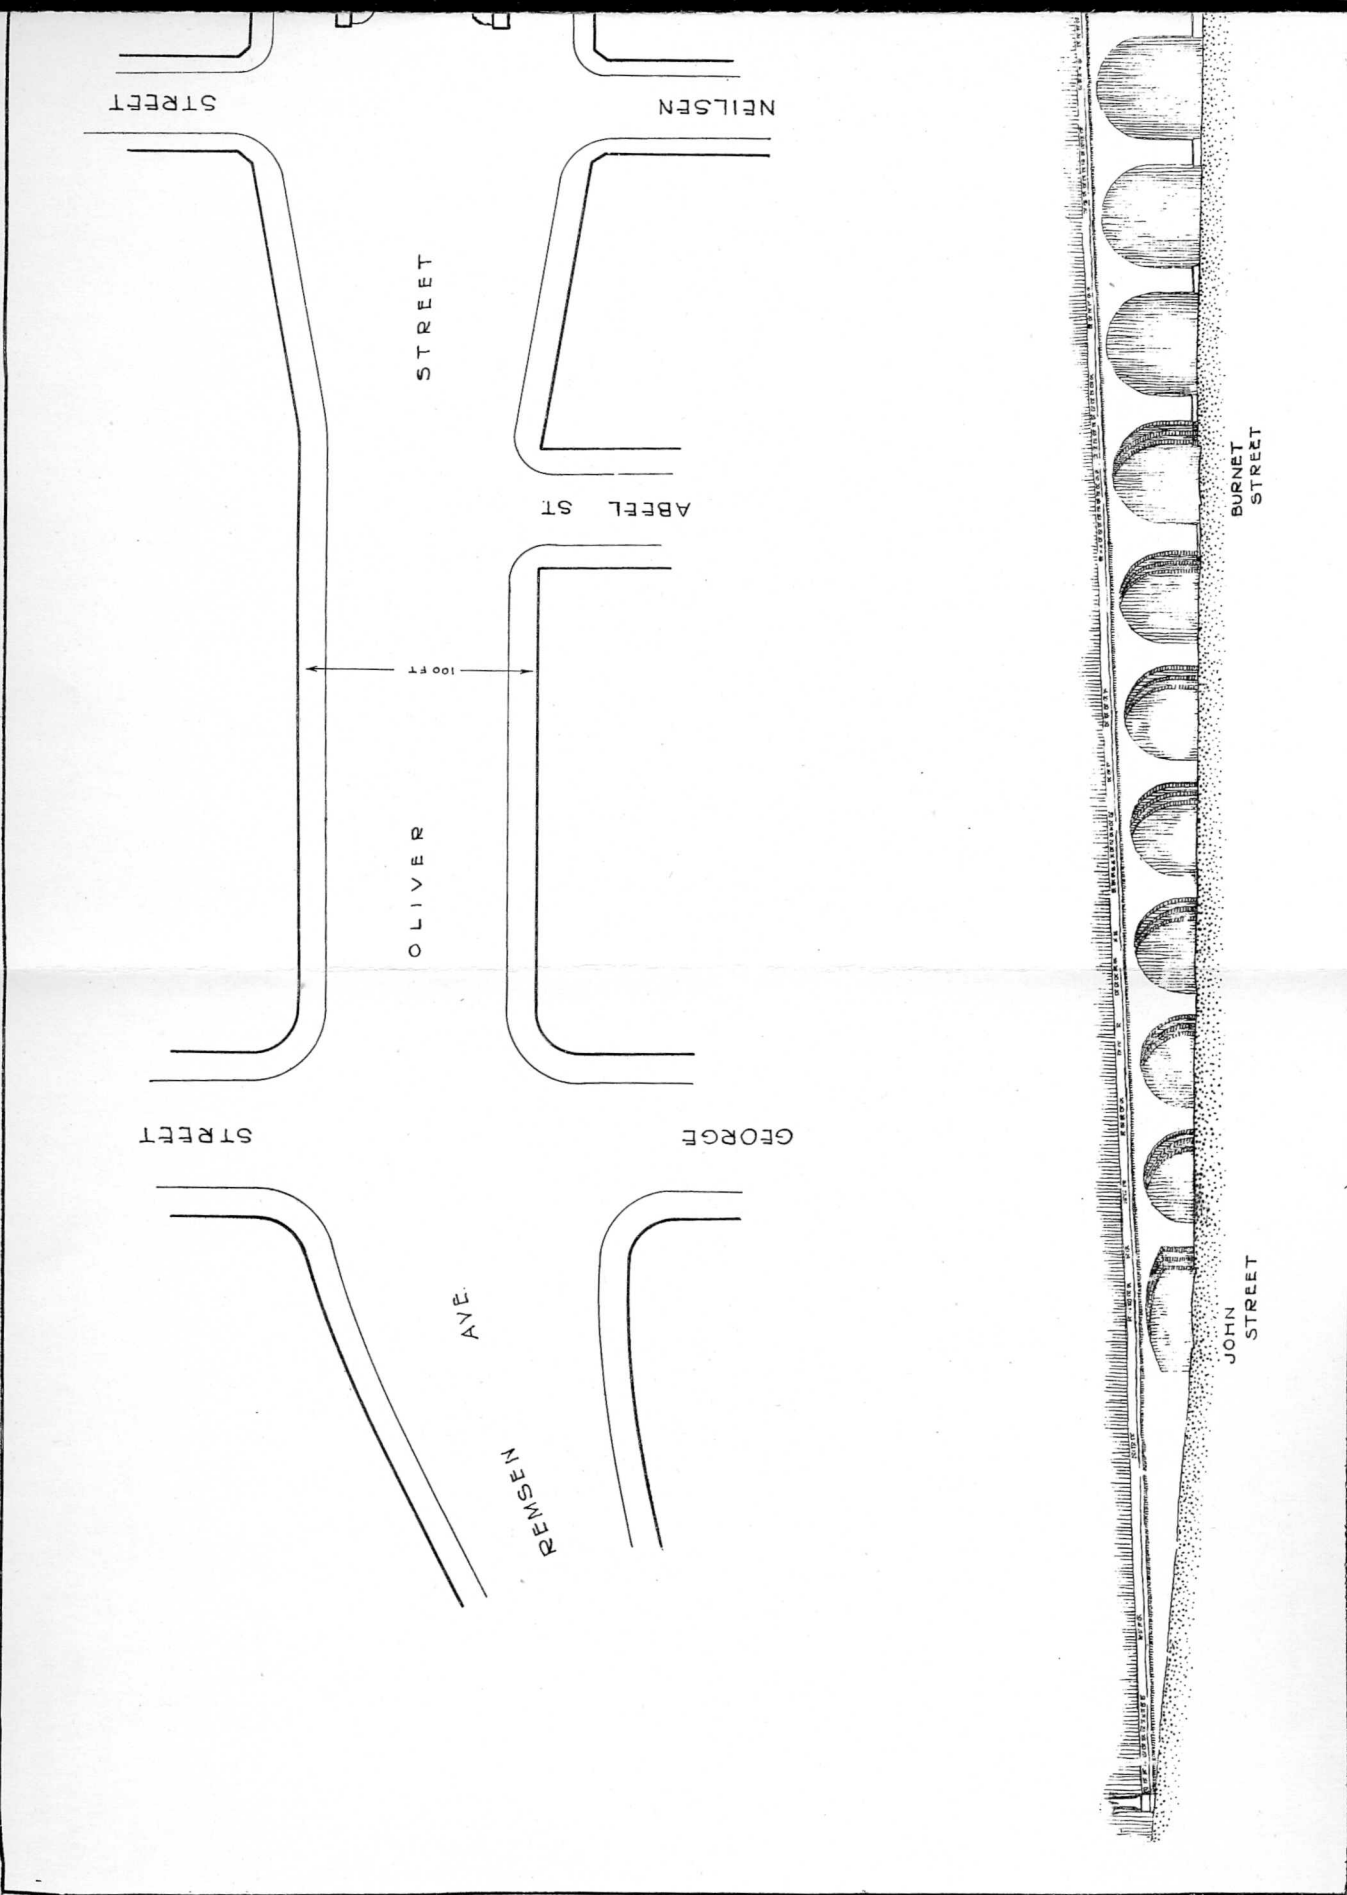 NEILSEN STREET
OLIVER STREET
ABEEL ST.
100 FT
GEORGE STREET
REMSEN AVE.
JOHN
STREET
BURNET
STREET